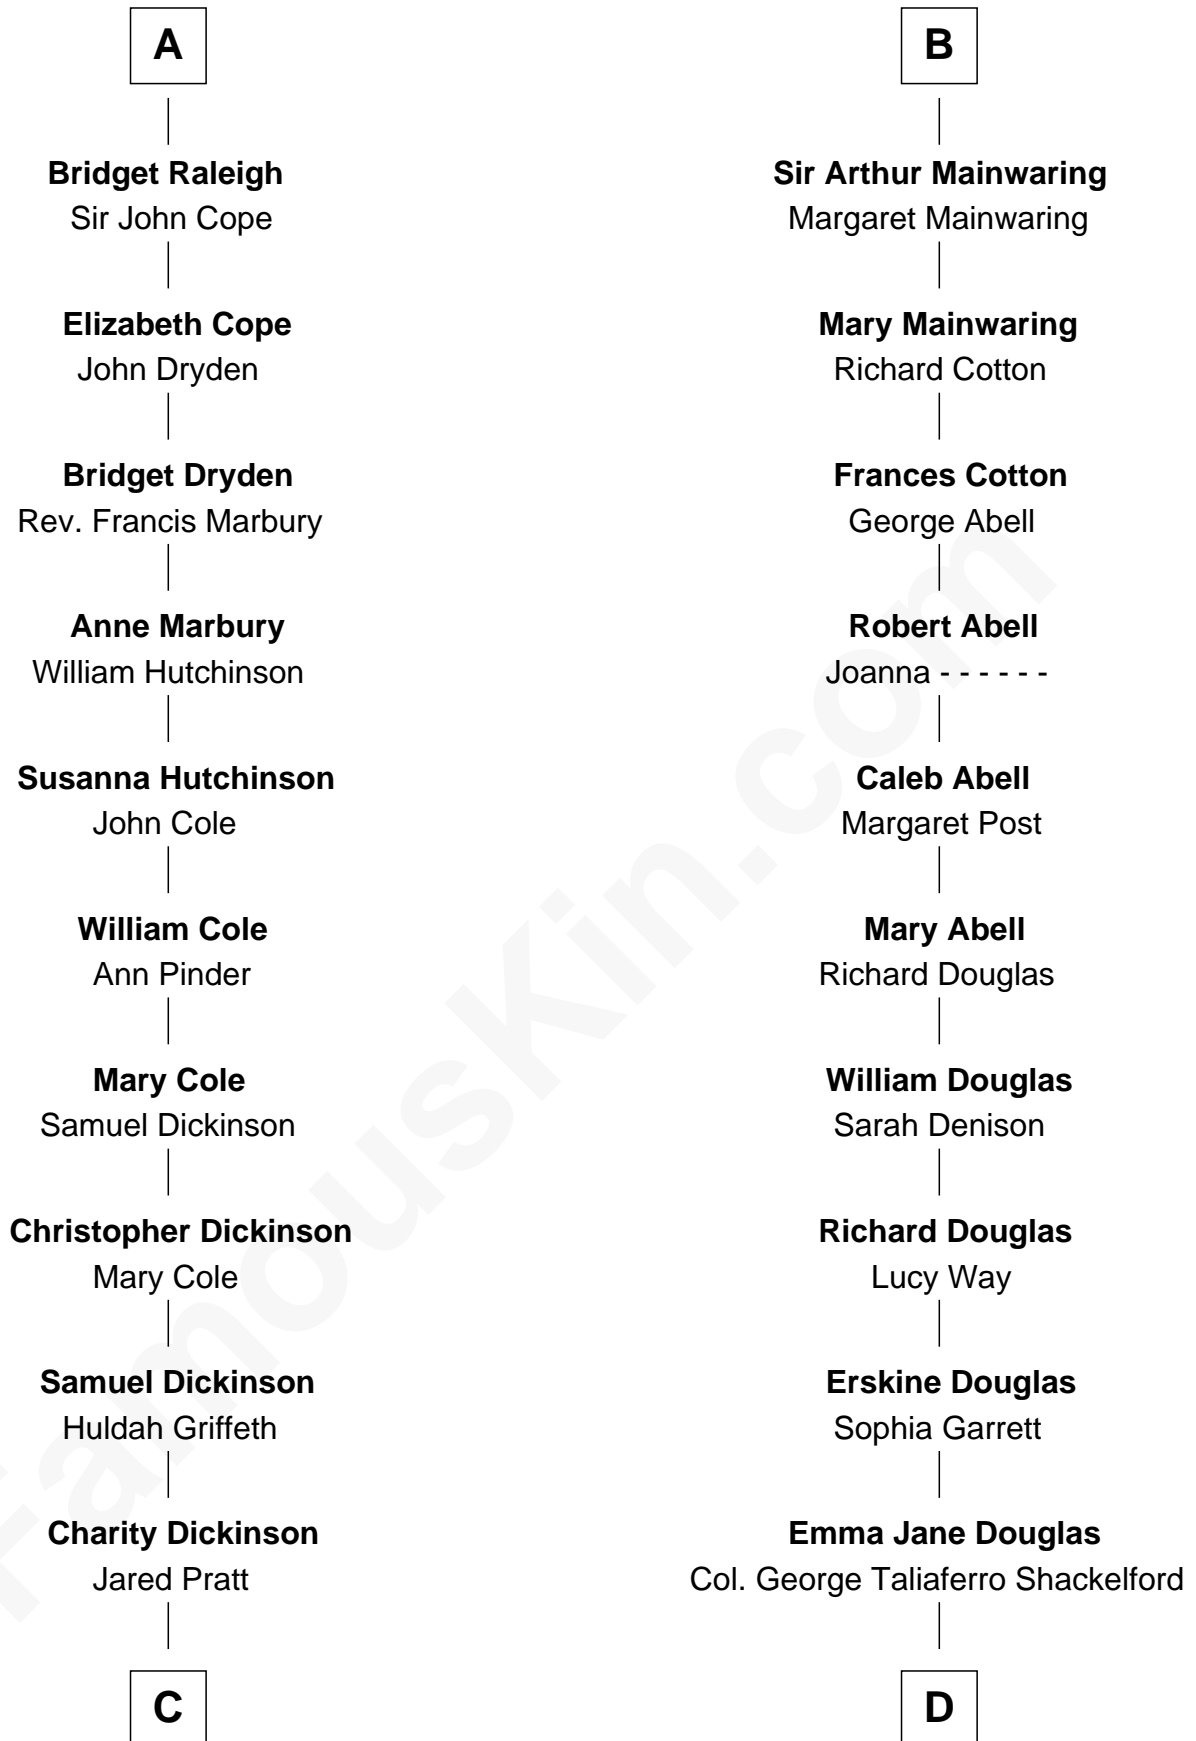 A
Bridget Raleigh
Sir John Cope
Elizabeth Cope
John Dryden
Bridget Dryden
Rev. Francis Marbury
Anne Marbury
William Hutchinson
Susanna Hutchinson
John Cole
William Cole
Ann Pinder
Mary Cole
Samuel Dickinson
Christopher Dickinson
Mary Cole
Samuel Dickinson
Huldah Griffeth
Charity Dickinson
Jared Pratt
C
B
Sir Arthur Mainwaring
Margaret Mainwaring
Mary Mainwaring
Richard Cotton
Frances Cotton
George Abell
Robert Abell
Joanna - - - - - -
Caleb Abell
Margaret Post
Mary Abell
Richard Douglas
William Douglas
Sarah Denison
Richard Douglas
Lucy Way
Erskine Douglas
Sophia Garrett
Emma Jane Douglas
Col. George Taliaferro Shackelford
D
FamousKin.com